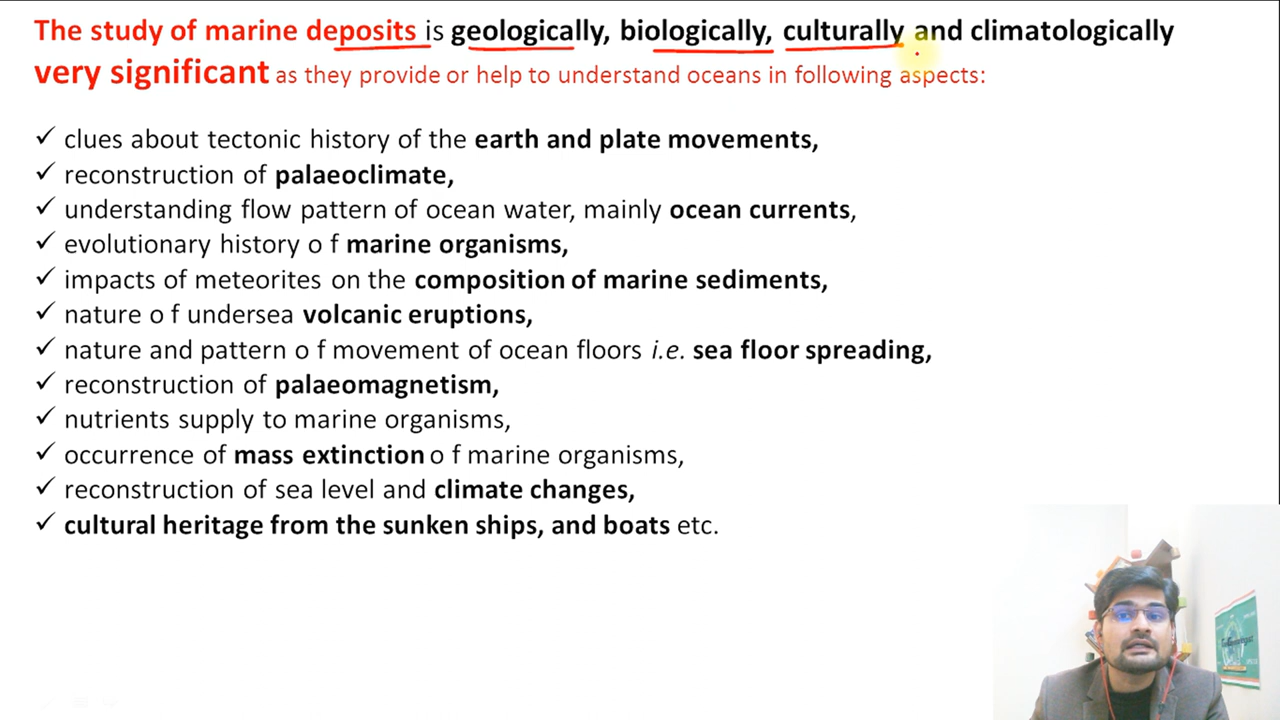 The study of marine deposits is geologically, biologically, culturally and climatologically
very significant as they provide or help to understand oceans in following aspects:
✓ clues about tectonic history of the earth and plate movements,
✓ reconstruction of palaeoclimate,
✓ understanding flow pattern of ocean water, mainly ocean currents,
✓ evolutionary history o f marine organisms,
✓ impacts of meteorites on the composition of marine sediments,
✓ nature o f undersea volcanic eruptions,
✓ nature and pattern o f movement of ocean floors i.e. sea floor spreading,
✓ reconstruction of palaeomagnetism,
✓ nutrients supply to marine organisms,
✓ occurrence of mass extinction o f marine organisms,
✓ reconstruction of sea level and climate changes,
✓ cultural heritage from the sunken ships, and boats etc.